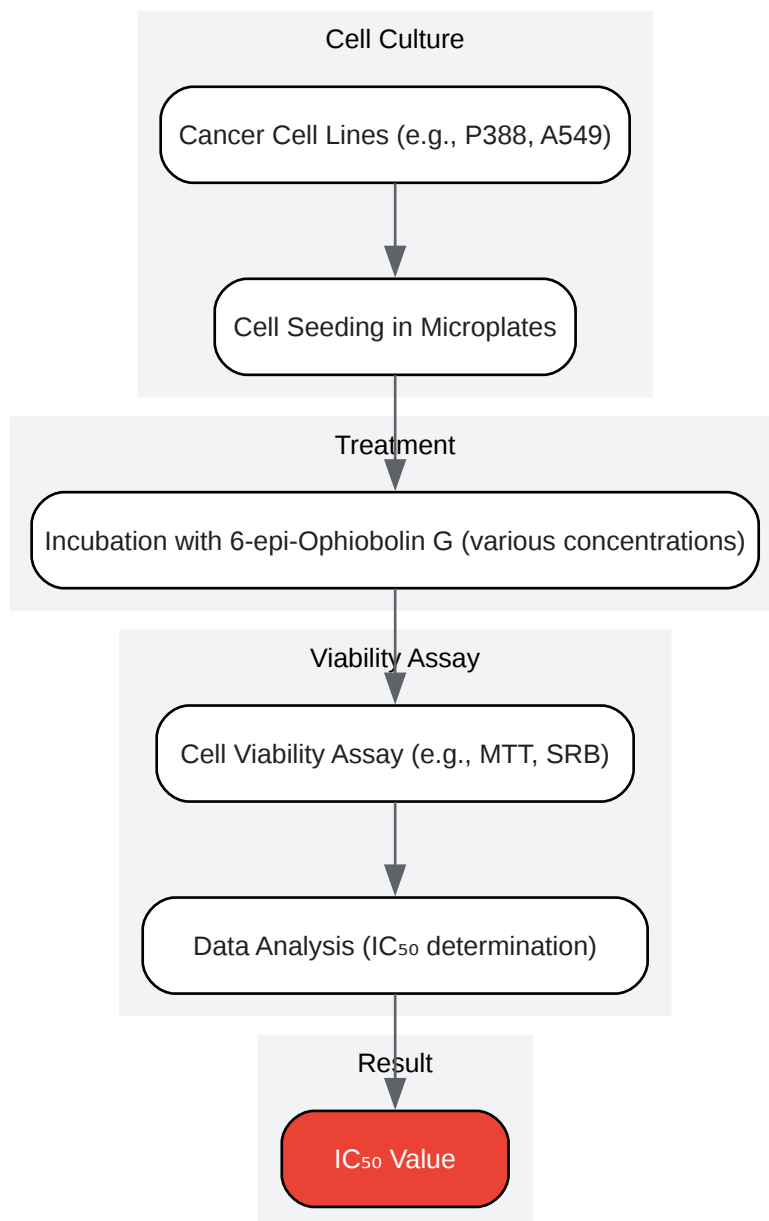 Cell Culture
Cancer Cell Lines (e.g., P388, A549)
Cell Seeding in Microplates
Treatment
Incubation with 6-epi-Ophiobolin G (various concentrations)
Viability Assay
Cell Viability Assay (e.g., MTT, SRB)
Data Analysis (IC₅₀ determination)
Result
IC₅₀ Value